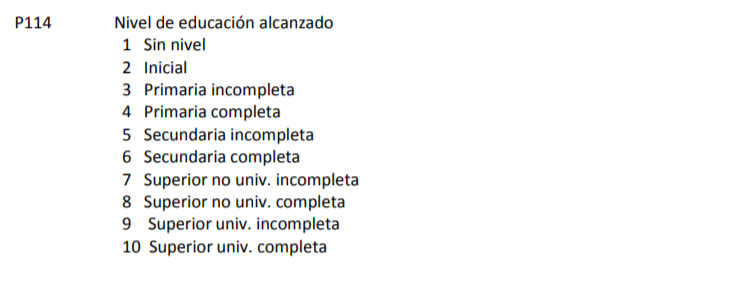 P114 Nivel de educación alcanzado
1 Sin nivel
2 Inicial
3 Primaria incompleta
4 Primaria completa
5 Secundaria incompleta
6 Secundaria completa
7 Superior no univ. incompleta
8 Superior no univ. completa
9 Superior univ. incompleta
10 Superior univ. completa